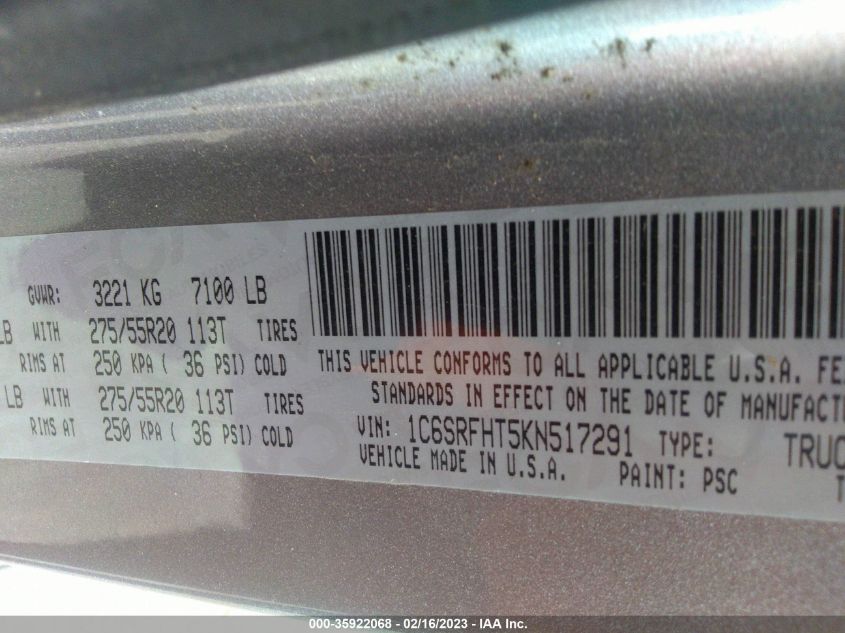 GVWR: 3221 KG 7100 LB
LB WITH 275/55R20 113T TIRES
RIMS AT 250 KPA ( 36 PSI) COLD
LB WITH 275/55R20 113T TIRES
RIMS AT 250 KPA ( 36 PSI) COLD
THIS VEHICLE CONFORMS TO ALL APPLICABLE U.S.A. FE
STANDARDS IN EFFECT ON THE DATE OF MANUFACT
VIN: 1C6SRFHT5KN517291 TYPE: TRUC
VEHICLE MADE IN U.S.A. PAINT: PSC T
000-35922068 - 02/16/2023 - IAA Inc.